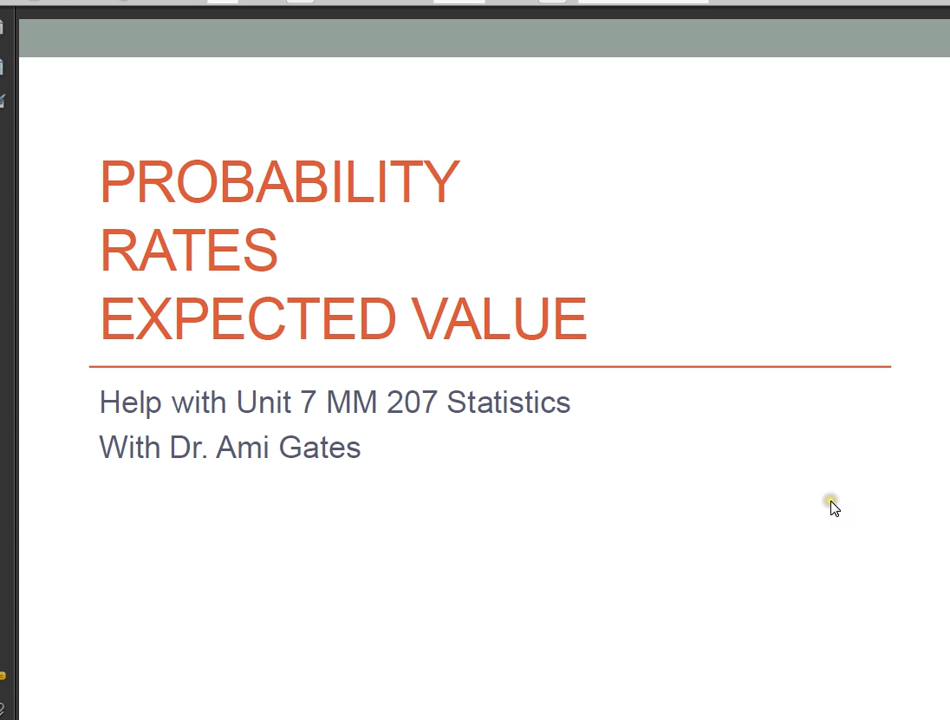 PROBABILITY
RATES
EXPECTED VALUE
Help with Unit 7 MM 207 Statistics
With Dr. Ami Gates